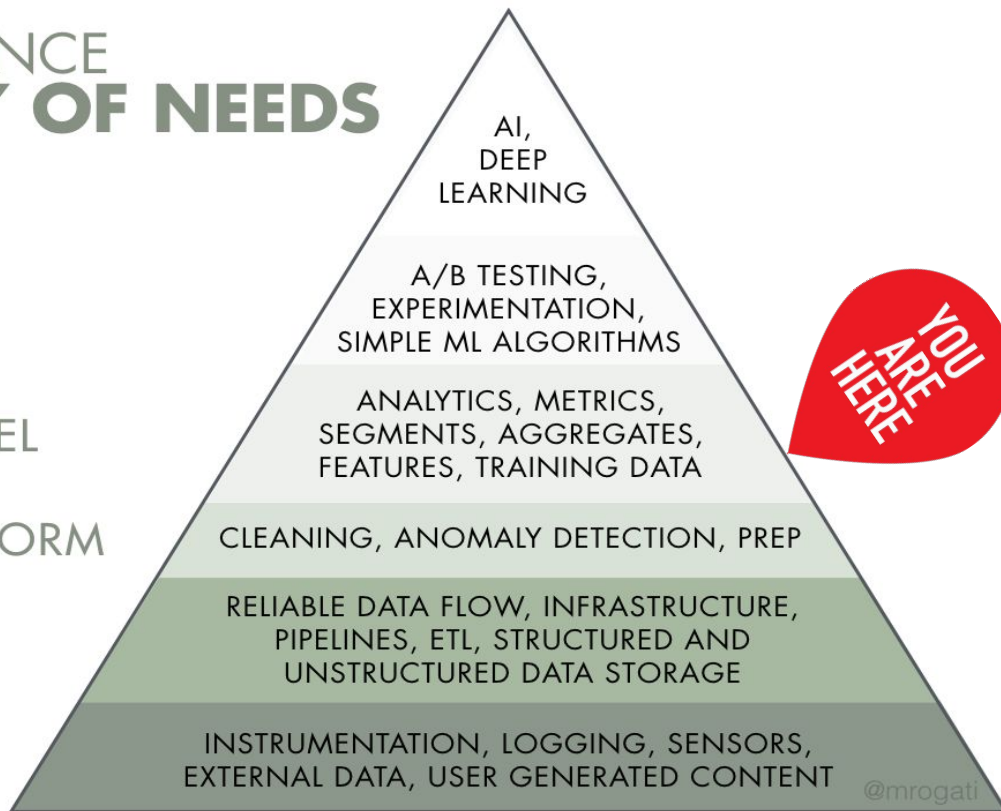 NCE
Y OF NEEDS
AI,
DEEP
LEARNING
A/B TESTING,
EXPERIMENTATION,
SIMPLE ML ALGORITHMS
YOU
ARE
HERE
ANALYTICS, METRICS,
SEGMENTS, AGGREGATES,
FEATURES, TRAINING DATA
EL
ORM
CLEANING, ANOMALY DETECTION, PREP
RELIABLE DATA FLOW, INFRASTRUCTURE,
PIPELINES, ETL, STRUCTURED AND
UNSTRUCTURED DATA STORAGE
INSTRUMENTATION, LOGGING, SENSORS,
EXTERNAL DATA, USER GENERATED CONTENT
@mrogati